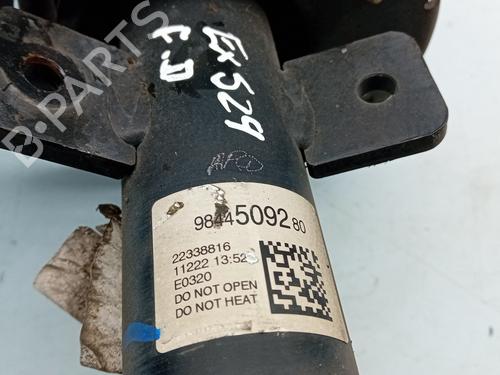 EX529
F.D
B-PARTS
9844509280
22338816
11222 13:52
E0320
DO NOT OPEN
DO NOT HEAT